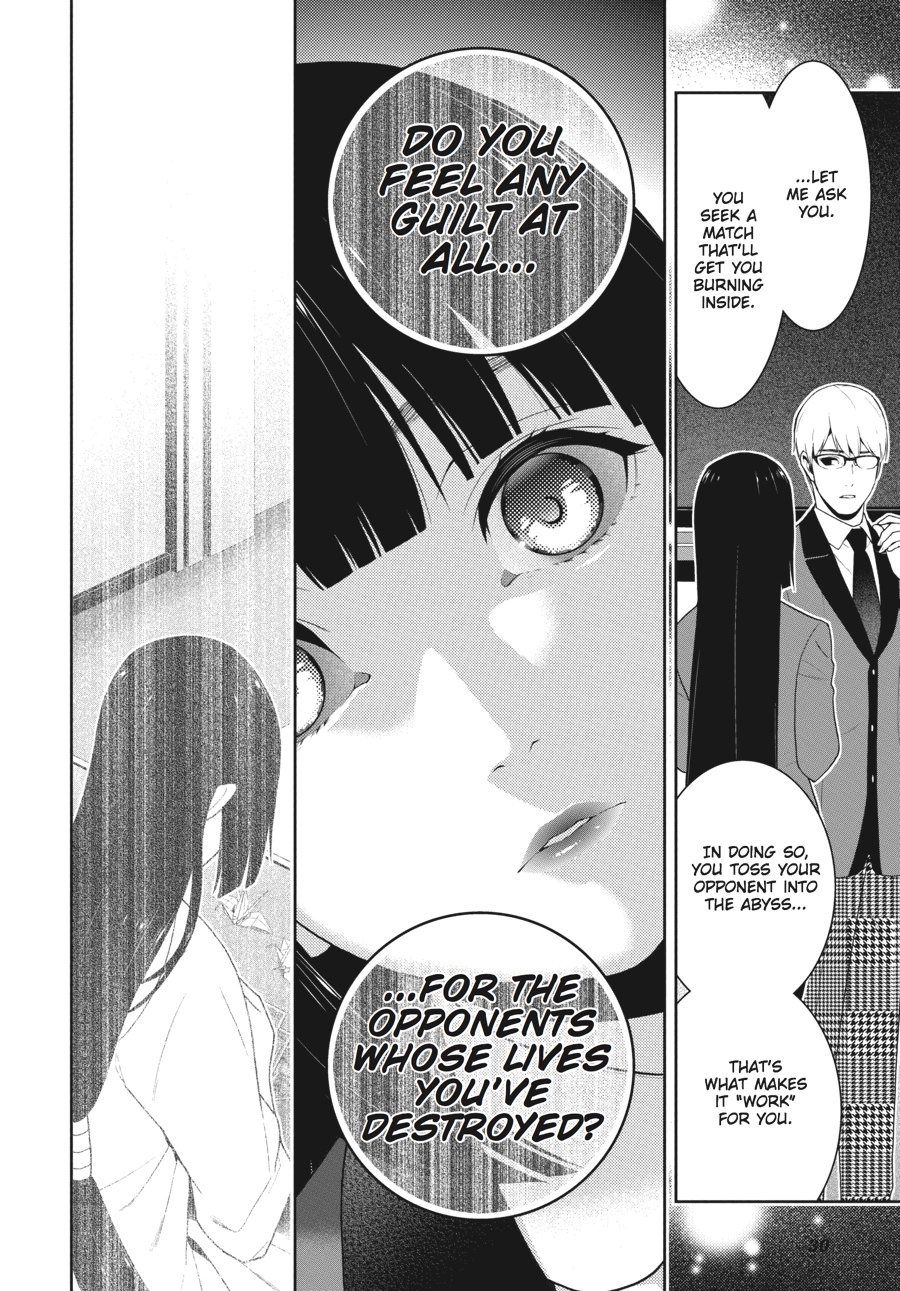 ...LET
ME ASK
YOU.
YOU
SEEK A
MATCH
THAT'LL
GET YOU
BURNING
INSIDE.
IN DOING SO,
YOU TOSS YOUR
OPPONENT INTO
THE ABYSS...
THAT'S
WHAT MAKES
IT "WORK"
FOR YOU.
DO YOU
FEEL ANY
GUILT AT
ALL...
...FOR THE
OPPONENTS
WHOSE LIVES
YOU'VE
DESTROYED?
30